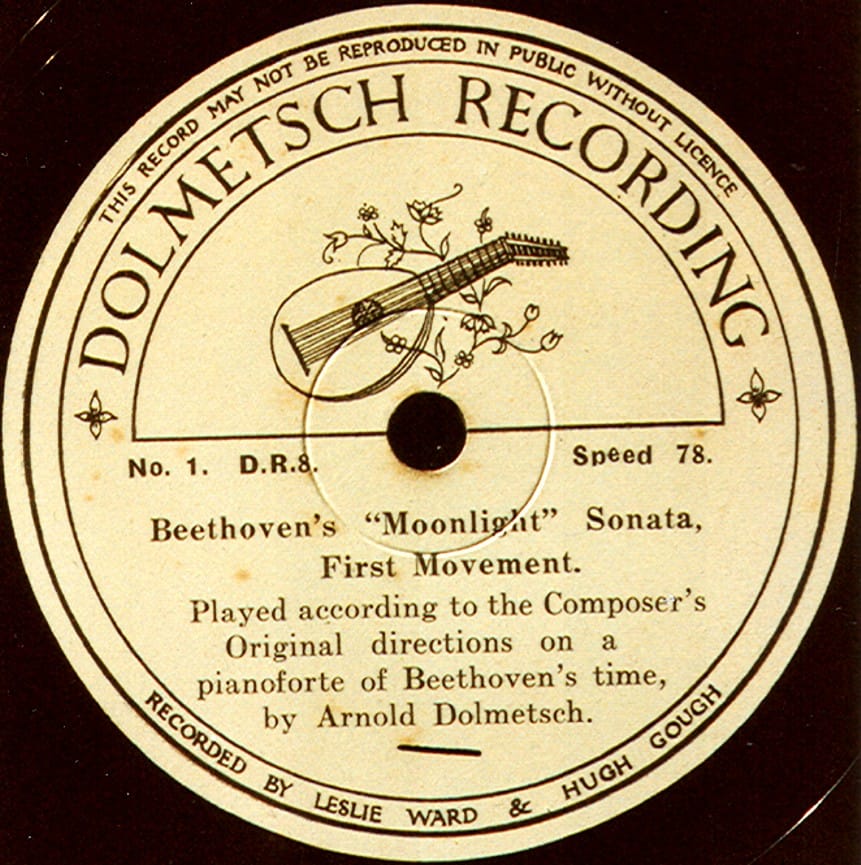 THIS RECORD MAY NOT BE REPRODUCED IN PUBLIC WITHOUT LICENCE
DOLMETSCH RECORDING
No. 1. D.R.8. Speed 78.
Beethoven's “Moonlight” Sonata,
First Movement.
Played according to the Composer's
Original directions on a
pianoforte of Beethoven's time,
by Arnold Dolmetsch.
RECORDED BY LESLIE WARD & HUGH GOUGH